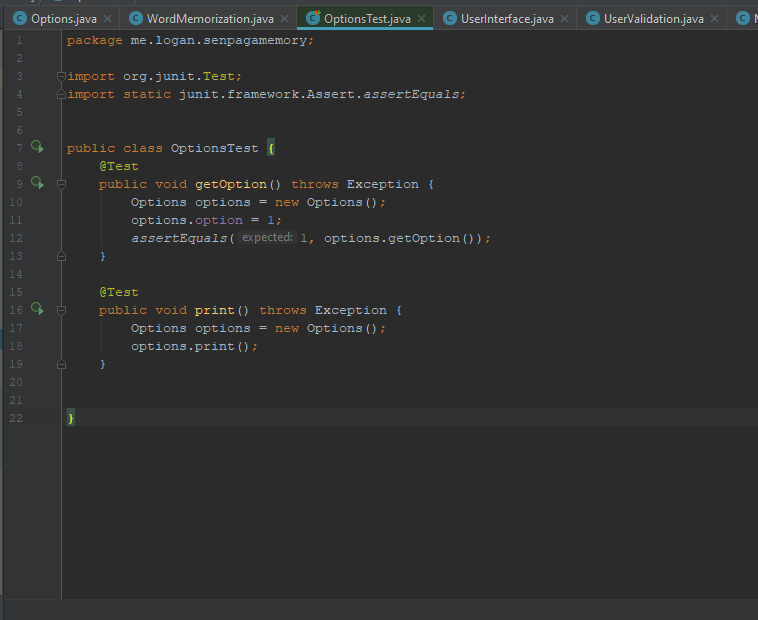 Options.java × WordMemorization.java × OptionsTest.java × UserInterface.java × UserValidation.java ×
1 package me.logan.senpagamemory;
2
3 import org.junit.Test;
4 import static junit.framework.Assert.assertEquals;
5
6
7 public class OptionsTest {
8 @Test
9 public void getOption() throws Exception {
10 Options options = new Options();
11 options.option = 1;
12 assertEquals( expected: 1, options.getOption());
13 }
14
15 @Test
16 public void print() throws Exception {
17 Options options = new Options();
18 options.print();
19 }
20
21
22 }